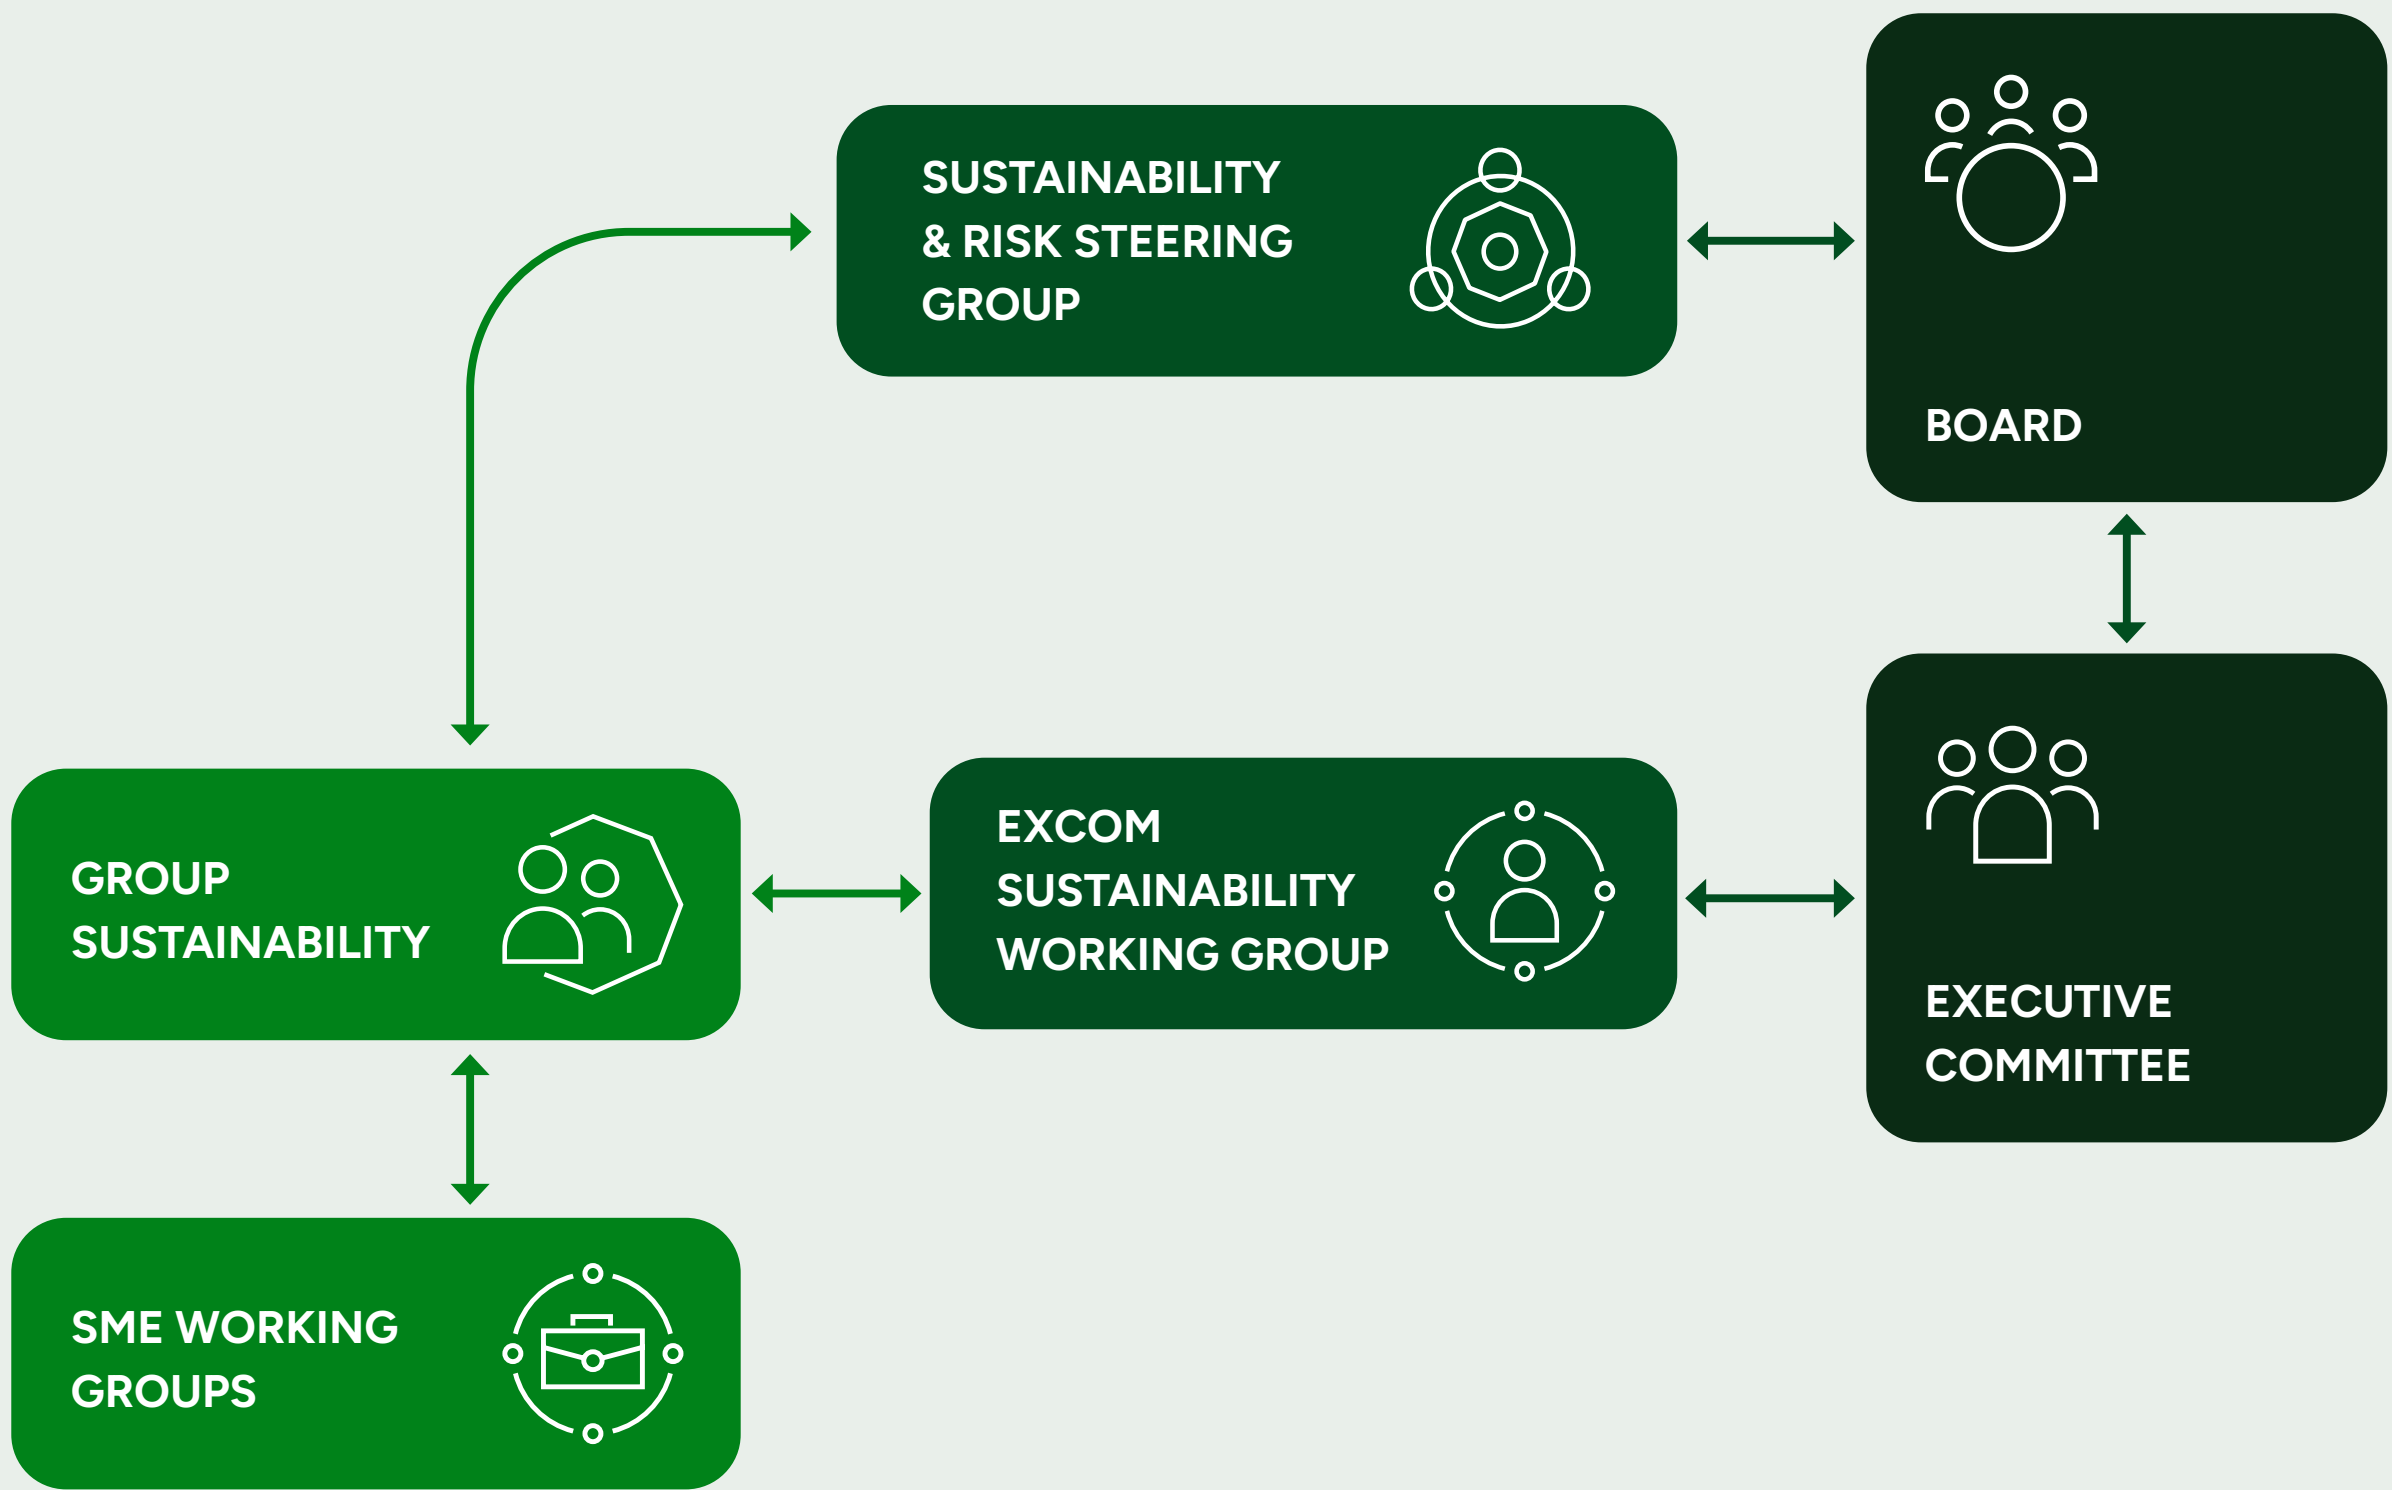 SUSTAINABILITY
& RISK STEERING
GROUP
BOARD
GROUP
SUSTAINABILITY
EXCOM
SUSTAINABILITY
WORKING GROUP
EXECUTIVE
COMMITTEE
SME WORKING
GROUPS